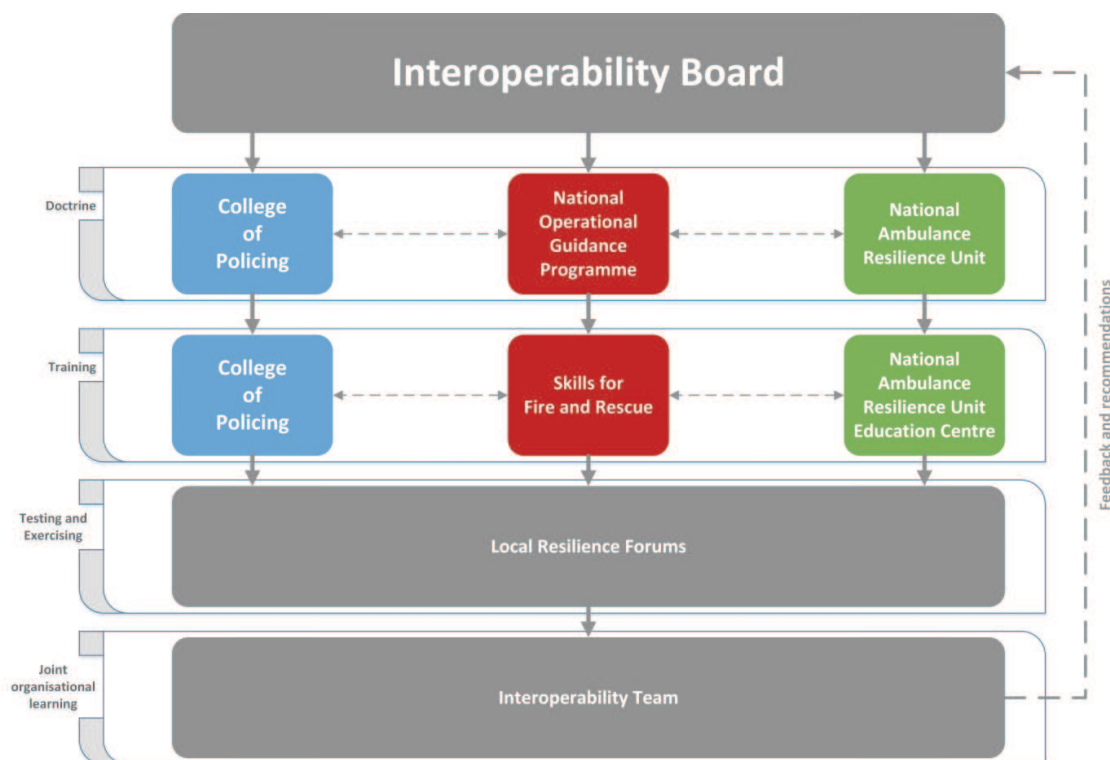 Interoperability Board
Doctrine
College
of
Policing
National
Operational
Guidance
Programme
National
Ambulance
Resilience Unit
Training
College
of
Policing
Skills for
Fire and Rescue
National
Ambulance
Resilience Unit
Education Centre
Testing and
Exercising
Local Resilience Forums
Joint
organisational
learning
Interoperability Team
Feedback and recommendations